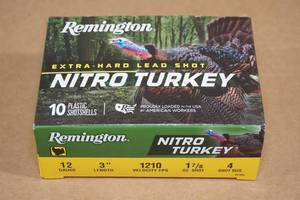 Remington
EXTRA-HARD LEAD SHOT
NITRO TURKEY
10 PLASTIC SHOTSHELLS
PROUDLY LOADED IN THE USA
BY AMERICAN WORKERS
Remington
NITRO
TURKEY
12 3" 1210 1 7/8 4
GAUGE LENGTH VELOCITY FPS OZ. SHOT SHOT SIZE